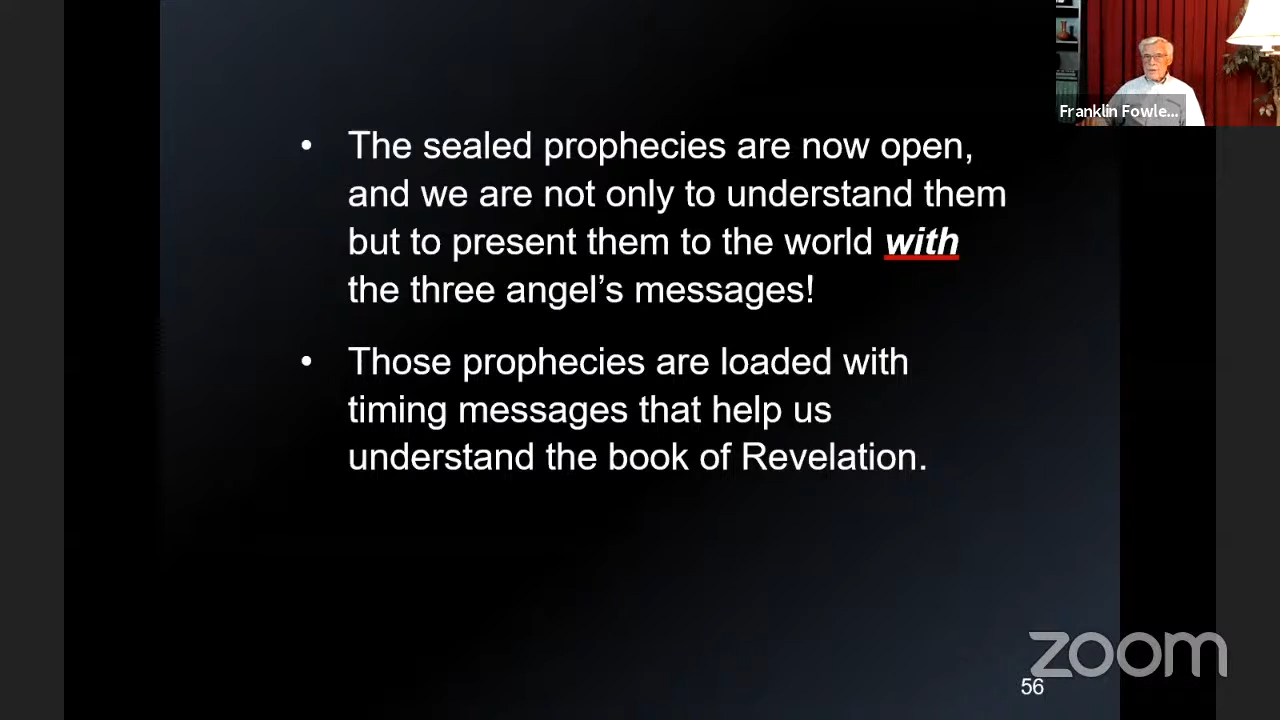 Franklin Fowle...
• The sealed prophecies are now open,
and we are not only to understand them
but to present them to the world with
the three angel’s messages!
• Those prophecies are loaded with
timing messages that help us
understand the book of Revelation.
zoom
56